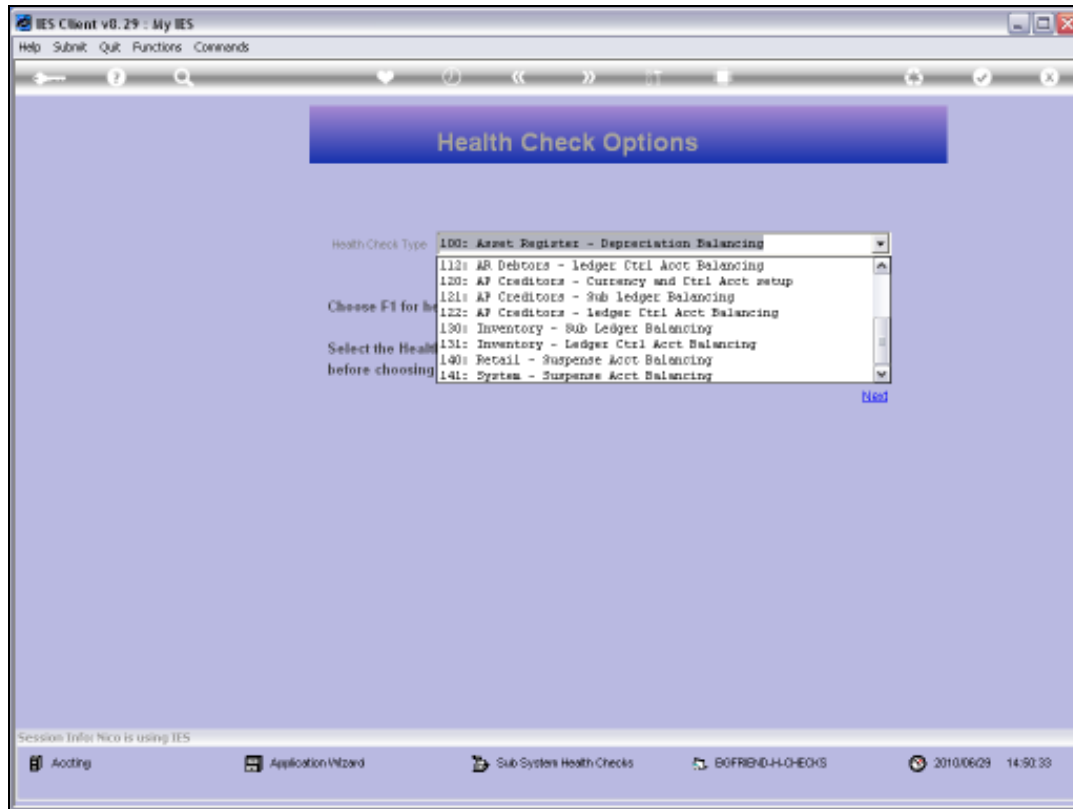 IES Client v8.29 : My IES
Help Submit Quit Functions Commands
Health Check Options
Health Check Type 100: Asset Register - Depreciation Balancing
112: AR Debtors - ledger Ctrl Acct Balancing
120: AP Creditors - Currency and Ctrl Acct setup
121: AP Creditors - Sub Ledger Balancing
122: AP Creditors - ledger Ctrl Acct Balancing
130: Inventory - Sub Ledger Balancing
131: Inventory - Ledger Ctrl Acct Balancing
140: Retail - Suspense Acct Balancing
141: System - Suspense Acct Balancing
Choose F1 for he
Select the Healt
before choosing
Next
Session Info: Nico is using IES
Accting Application Wizard Sub System Health Checks BOFRIEND-H-CHECKS 2010/06/29 14:50:33